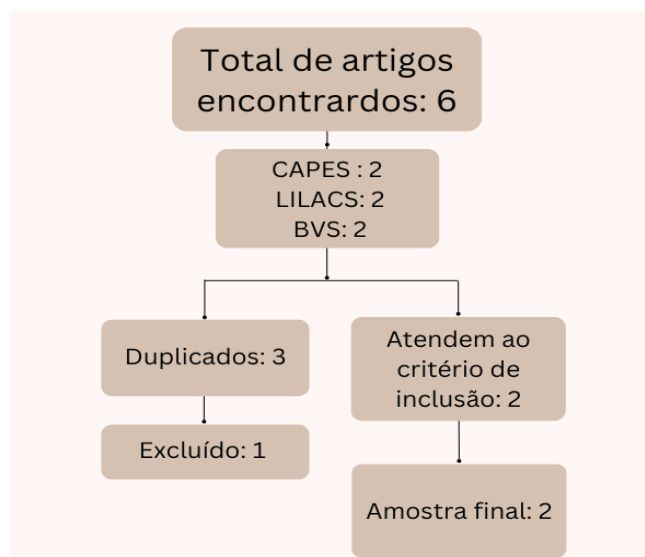 Total de artigos
encontrardos: 6
CAPES : 2
LILACS: 2
BVS: 2
Duplicados: 3
Excluído: 1
Atendem ao
critério de
inclusão: 2
Amostra final: 2